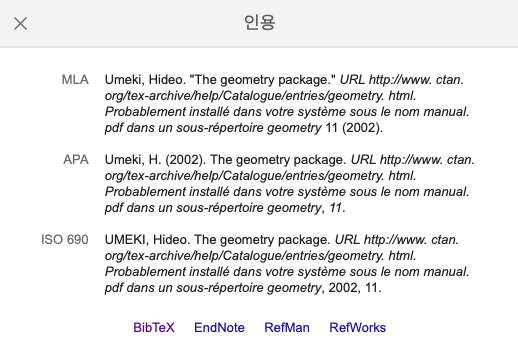 인용
MLA Umeki, Hideo. "The geometry package." URL http://www. ctan.
org/tex-archive/help/Catalogue/entries/geometry. html.
Probablement installé dans votre système sous le nom manual.
pdf dans un sous-répertoire geometry 11 (2002).
APA Umeki, H. (2002). The geometry package. URL http://www. ctan.
org/tex-archive/help/Catalogue/entries/geometry. html.
Probablement installé dans votre système sous le nom manual.
pdf dans un sous-répertoire geometry, 11.
ISO 690 UMEKI, Hideo. The geometry package. URL http://www. ctan.
org/tex-archive/help/Catalogue/entries/geometry. html.
Probablement installé dans votre système sous le nom manual.
pdf dans un sous-répertoire geometry, 2002, 11.
BibTeX EndNote RefMan RefWorks